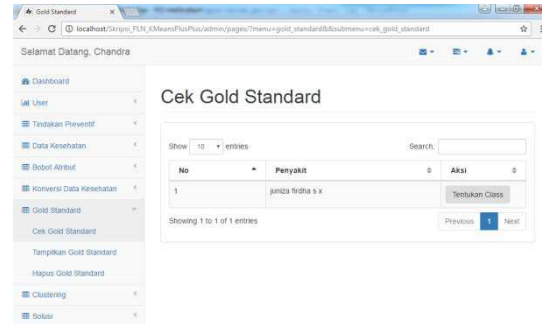 Gold Standard
localhost/Skripsi_PLN_KMeansPlusPlus/admin/pages/?menu=gold_standard&submenu=cek_gold_standard
Selamat Datang, Chandra
Dashboard
User
Tindakan Preventif
Data Kesehatan
Bobot Atribut
Konversi Data Kesehatan
Gold Standard
Cek Gold Standard
Tampilkan Gold Standard
Hapus Gold Standard
Clustering
Solusi
Cek Gold Standard
Show 10 entries
Search:
No Penyakit Aksi
1 juniza firdha s x Tentukan Class
Showing 1 to 1 of 1 entries
Previous 1 Next